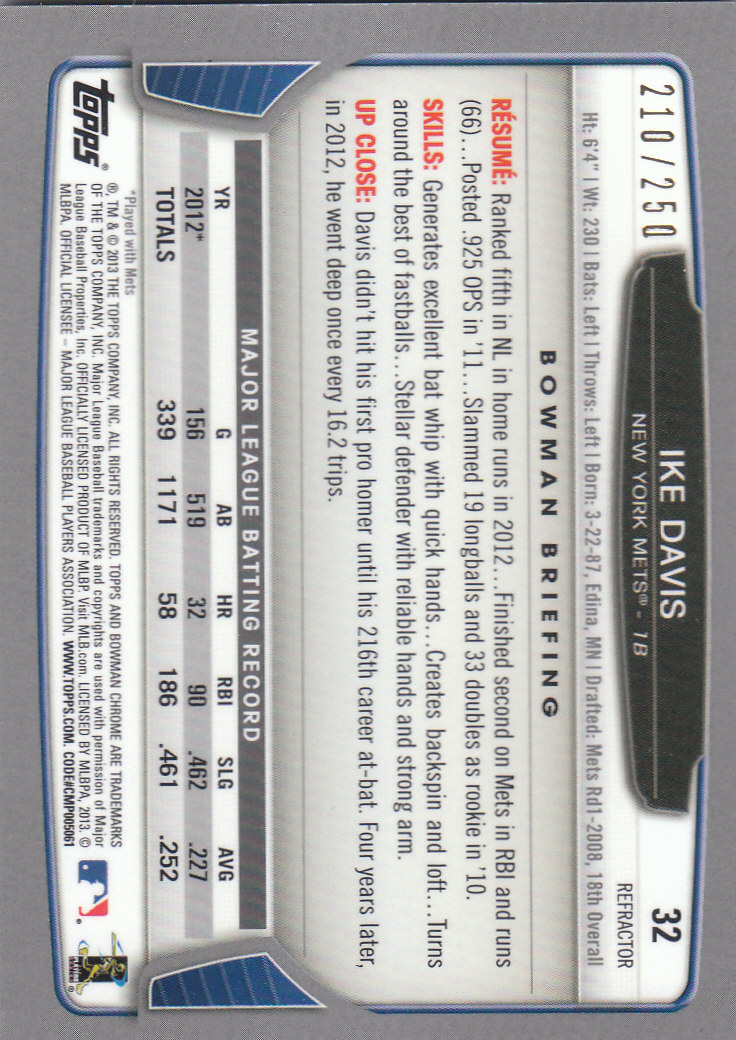 210/250
IKE DAVIS
32
NEW YORK METS® - 1B
REFRACTOR
Ht: 6'4" | Wt: 230 | Bats: Left | Throws: Left | Born: 3-22-87, Edina, MN | Drafted: Mets Rd1-2008, 18th Overall
BOWMAN BRIEFING
RÉSUMÉ: Ranked fifth in NL in home runs in 2012...Finished second on Mets in RBI and runs
(66)...Posted .925 OPS in '11...Slammed 19 longballs and 33 doubles as rookie in '10.
SKILLS: Generates excellent bat whip with quick hands...Creates backspin and loft...Turns
around the best of fastballs...Stellar defender with reliable hands and strong arm.
UP CLOSE: Davis didn't hit his first pro homer until his 216th career at-bat. Four years later,
in 2012, he went deep once every 16.2 trips.
MAJOR LEAGUE BATTING RECORD
YR G AB HR RBI SLG AVG
2012* 156 519 32 90 .462 .227
TOTALS 339 1171 58 186 .461 .252
*Played with Mets
topps®
®, TM & © 2013 THE TOPPS COMPANY, INC. ALL RIGHTS RESERVED. TOPPS AND BOWMAN CHROME ARE TRADEMARKS
OF THE TOPPS COMPANY, INC. Major League Baseball trademarks and copyrights are used with permission of Major
League Baseball Properties, Inc. OFFICIALLY LICENSED PRODUCT OF MLBP. Visit MLB.com. LICENSED BY MLBPA, 2013. ©
MLBPA. OFFICIAL LICENSEE – MAJOR LEAGUE BASEBALL PLAYERS ASSOCIATION. WWW.TOPPS.COM. CODE#CMP005061